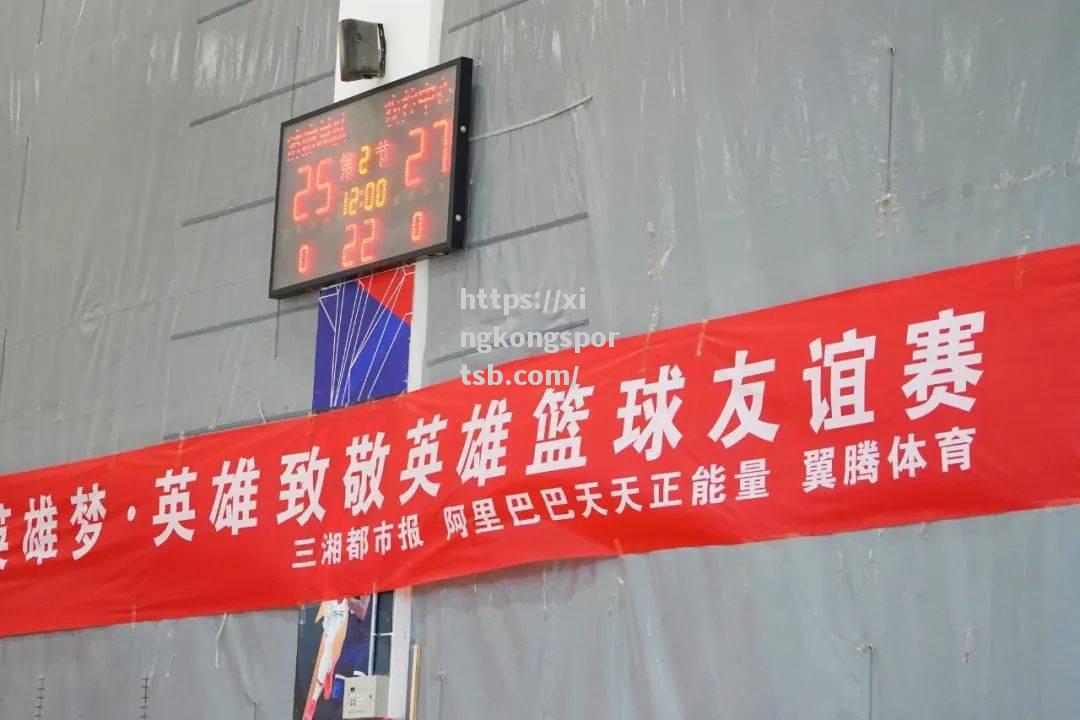 25 第2节 27
12:00
0 22 0
https://xi
ngkongspor
tsb.com/
英雄梦·英雄致敬英雄篮球友谊赛
三湘都市报 阿里巴巴天天正能量 翼腾体育